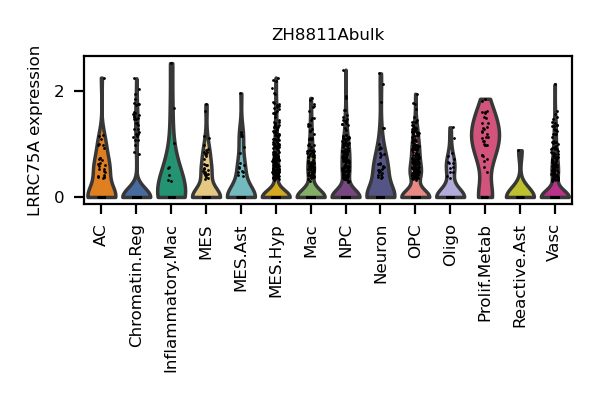 ZH8811Abulk
LRRC75A expression
2
0
AC
Chromatin.Reg
Inflammatory.Mac
MES
MES.Ast
MES.Hyp
Mac
NPC
Neuron
OPC
Oligo
Prolif.Metab
Reactive.Ast
Vasc